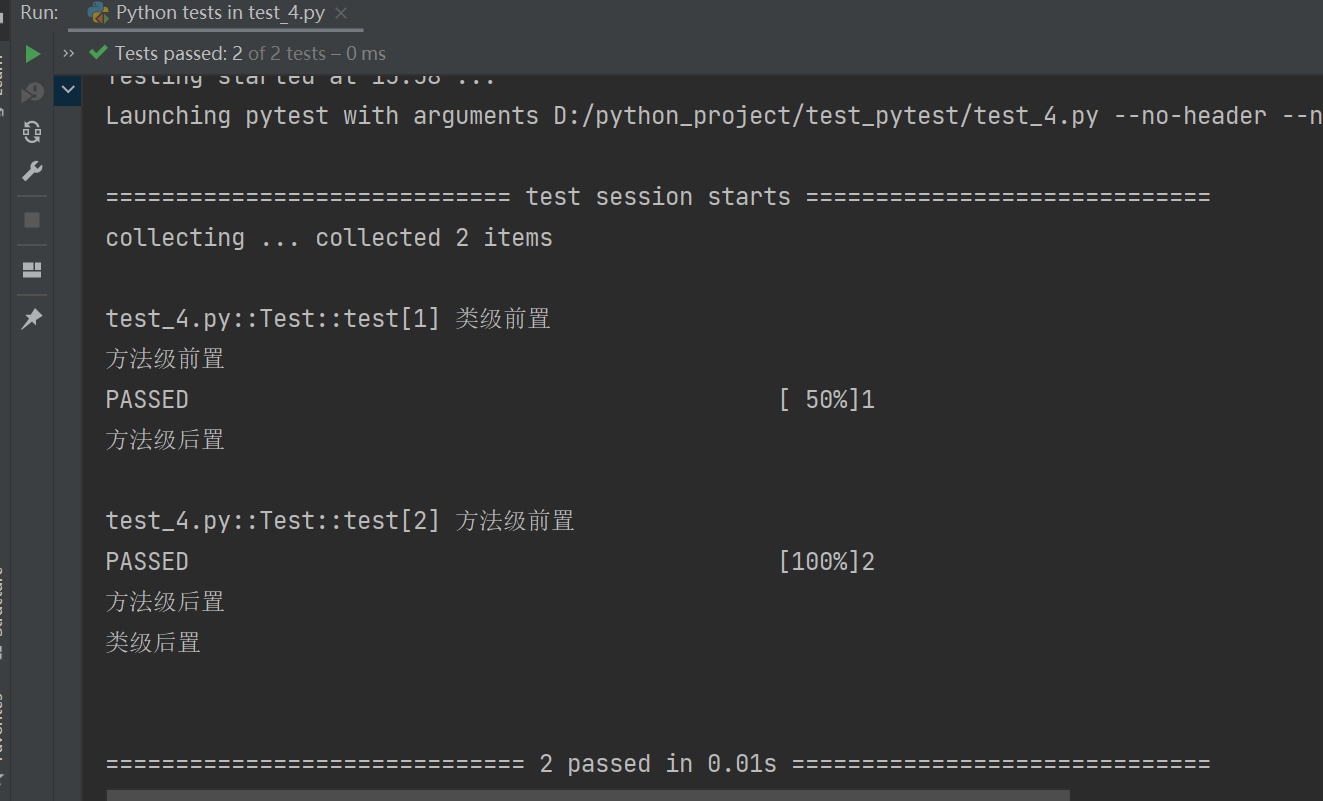 Run:
Python tests in test_4.py
Tests passed: 2 of 2 tests – 0 ms
Testing started at 15:58 ...
Launching pytest with arguments D:/python_project/test_pytest/test_4.py --no-header --n
============================= test session starts =============================
collecting ... collected 2 items
test_4.py::Test::test[1] 类级前置
方法级前置
PASSED [ 50%]1
方法级后置
test_4.py::Test::test[2] 方法级前置
PASSED [100%]2
方法级后置
类级后置
============================== 2 passed in 0.01s ==============================